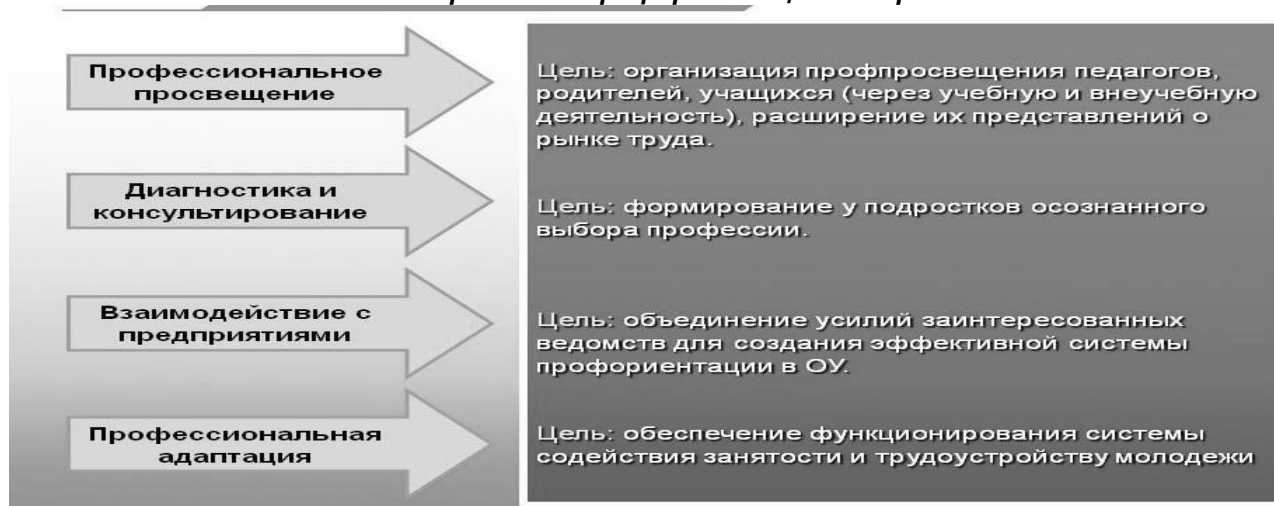 Профессиональное
просвещение
Цель: организация профпросвещения педагогов,
родителей, учащихся (через учебную и внеучебную
деятельность), расширение их представлений о
рынке труда.
Диагностика и
консультирование
Цель: формирование у подростков осознанного
выбора профессии.
Взаимодействие с
предприятиями
Цель: объединение усилий заинтересованных
ведомств для создания эффективной системы
профориентации в ОУ.
Профессиональная
адаптация
Цель: обеспечение функционирования системы
содействия занятости и трудоустройству молодежи